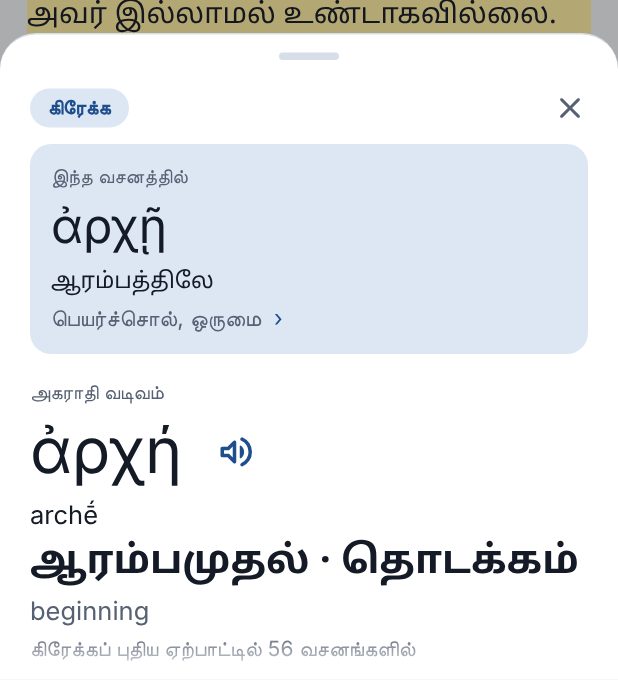 அவர் இல்லாமல் உண்டாகவில்லை.
கிரேக்க
இந்த வசனத்தில்
ἀρχῇ
ஆரம்பத்திலே
பெயர்ச்சொல், ஒருமை ›
அகராதி வடிவம்
ἀρχή
archḗ
ஆரம்பமுதல் · தொடக்கம்
beginning
கிரேக்கப் புதிய ஏற்பாட்டில் 56 வசனங்களில்